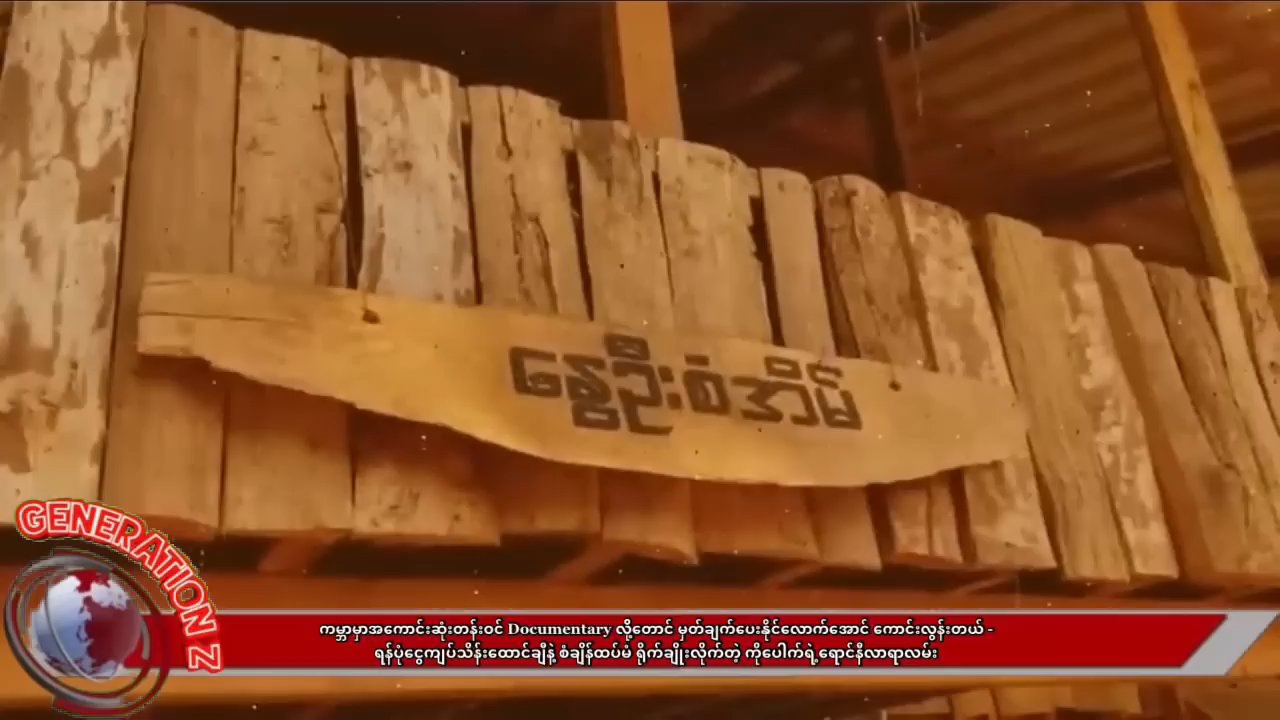 နွေဦးစံအိမ်
GENERATION Z
ကမ္ဘာမှာအကောင်းဆုံးတန်းဝင် Documentary လို့တောင် မှတ်ချက်ပေးနိုင်လောက်အောင် ကောင်းလွန်းတယ် -
ရန်ပုံငွေကျပ်သိန်းထောင်ချီနဲ့ စံချိန်ထပ်မံ ရိုက်ချိုးလိုက်တဲ့ ကိုပေါက်ရဲ့ရောင်နီလာရာလမ်း